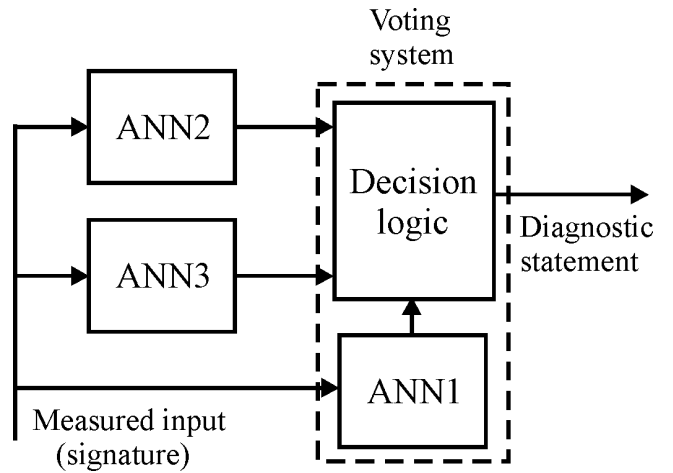 Voting
system
ANN2
Decision
logic
Diagnostic
statement
ANN3
ANN1
Measured input
(signature)